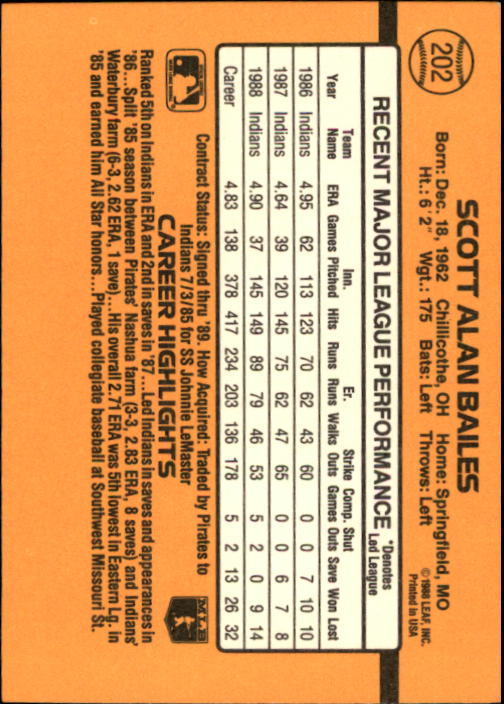 202
SCOTT ALAN BAILES
Born: Dec. 18, 1962 Chillicothe, OH Home: Springfield, MO
Ht.: 6'2" Wgt.: 175 Bats: Left Throws: Left
©1988 LEAF, INC.
Printed in USA
RECENT MAJOR LEAGUE PERFORMANCE *Denotes Led League
Team Inn. Er. Strike Comp. Shut
Year Name ERA Games Pitched Hits Runs Runs Walks Outs Games Outs Save Won Lost
1986 Indians 4.95 62 113 123 70 62 43 60 0 0 7 10 10
1987 Indians 4.64 39 120 145 75 62 47 65 0 0 6 7 8
1988 Indians 4.90 37 145 149 89 79 46 53 5 2 0 9 14
Career 4.83 138 378 417 234 203 136 178 5 2 13 26 32
Contract Status: Signed thru '89. How Acquired: Traded by Pirates to
Indians 7/3/85 for SS Johnnie LeMaster
MLB
CAREER HIGHLIGHTS
Ranked 5th on Indians in ERA and 2nd in saves in '87...Led Indians in saves and appearances in
'86...Split '85 season between Pirates' Nashua farm (3-3, 2.83 ERA, 8 saves) and Indians'
Waterbury farm (6-3, 2.62 ERA, 1 save)...His overall 2.71 ERA was 5th lowest in Eastern Lg. in
'85 and earned him All Star honors...Played collegiate baseball at Southwest Missouri St.